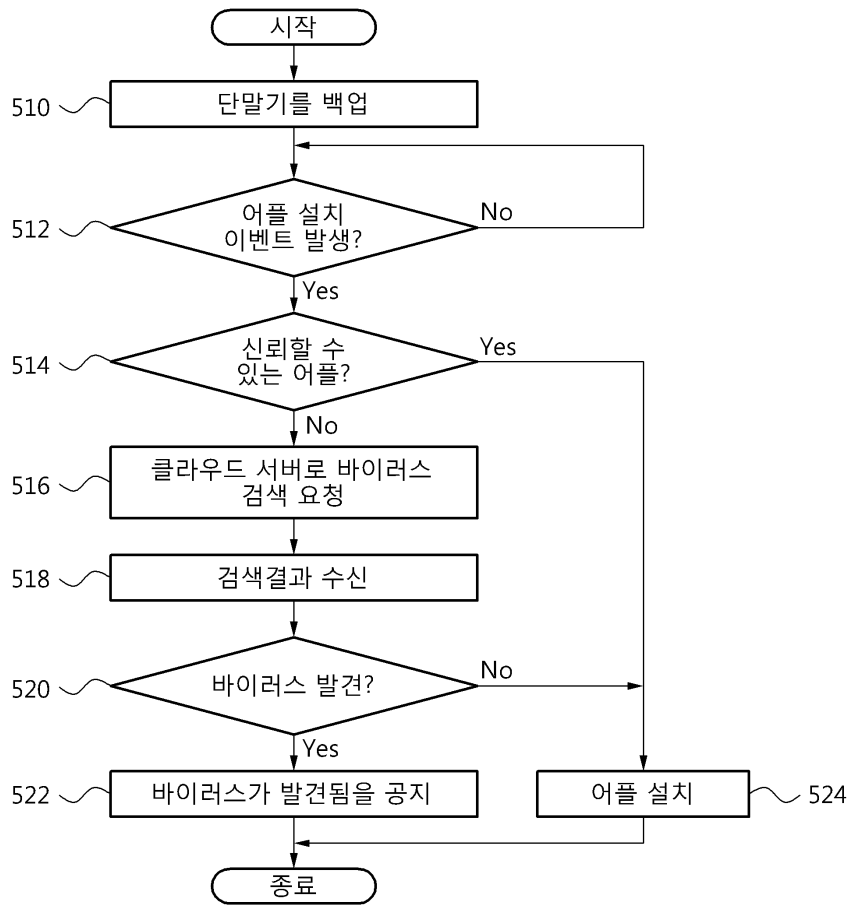 시작
510
단말기를 백업
512
어플 설치
이벤트 발생?
No
Yes
514
신뢰할 수
있는 어플?
Yes
No
516
클라우드 서버로 바이러스
검색 요청
518
검색결과 수신
520
바이러스 발견?
No
Yes
522
바이러스가 발견됨을 공지
어플 설치
524
종료